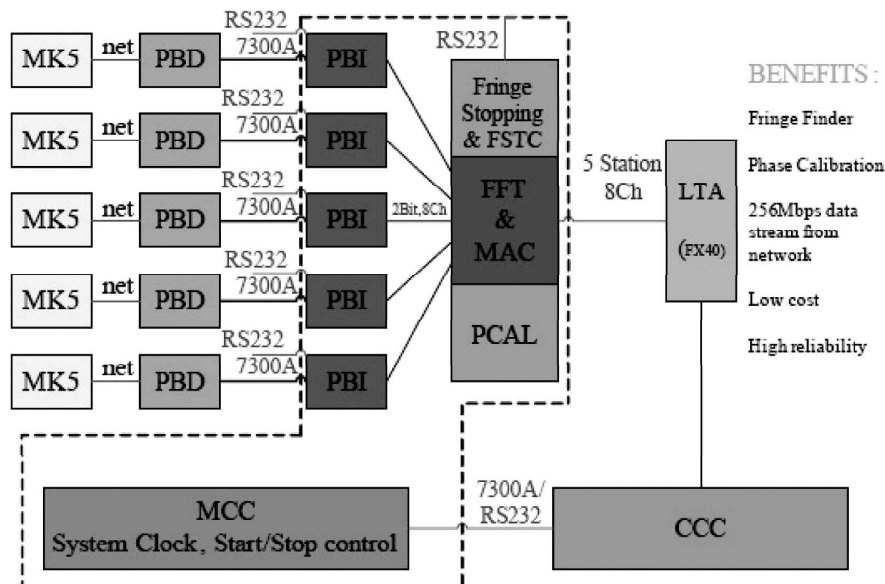 RS232
RS232
MK5
net
PBD
7300A
PBI
Fringe
Stopping
& FSTC
BENEFITS :
RS232
MK5
net
PBD
7300A
PBI
Fringe Finder
5 Station
8Ch
Phase Calibration
RS232
MK5
net
PBD
7300A
PBI
2Bit,8Ch
FFT
&
MAC
LTA
(FX40)
256Mbps data
stream from
network
RS232
MK5
net
PBD
7300A
PBI
Low cost
RS232
MK5
net
PBD
7300A
PBI
PCAL
High reliability
MCC
System Clock, Start/Stop control
7300A/
RS232
CCC